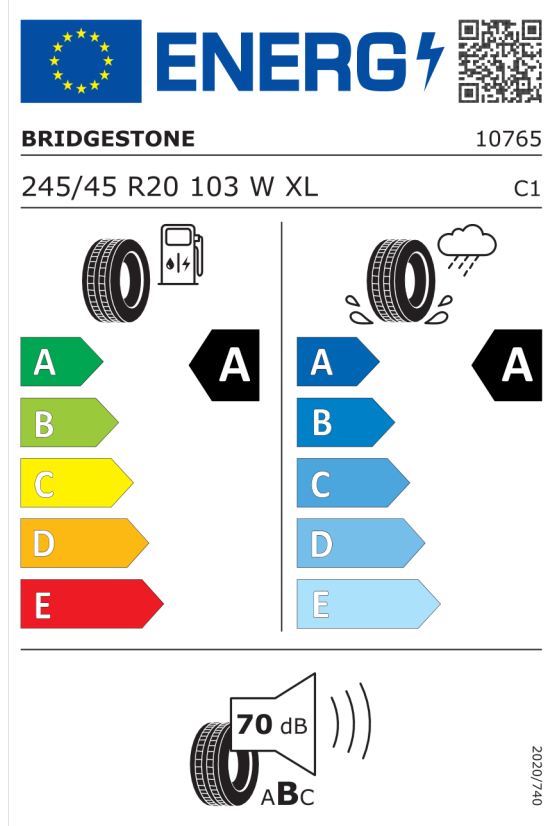 ENERG
BRIDGESTONE 10765
245/45 R20 103 W XL C1
A A
B
C
D
E
A A
B
C
D
E
70 dB
ABC
2020/740